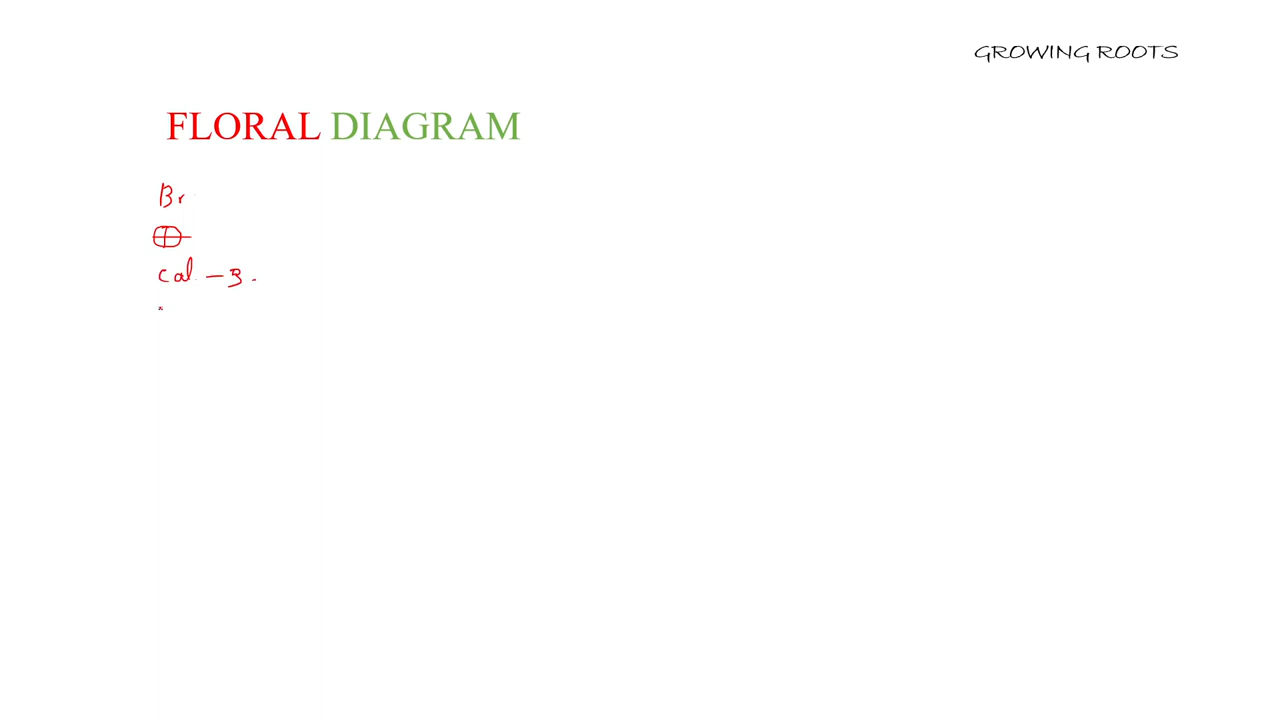 GROWING ROOTS
FLORAL DIAGRAM
Br
⊕
Cal - 3.